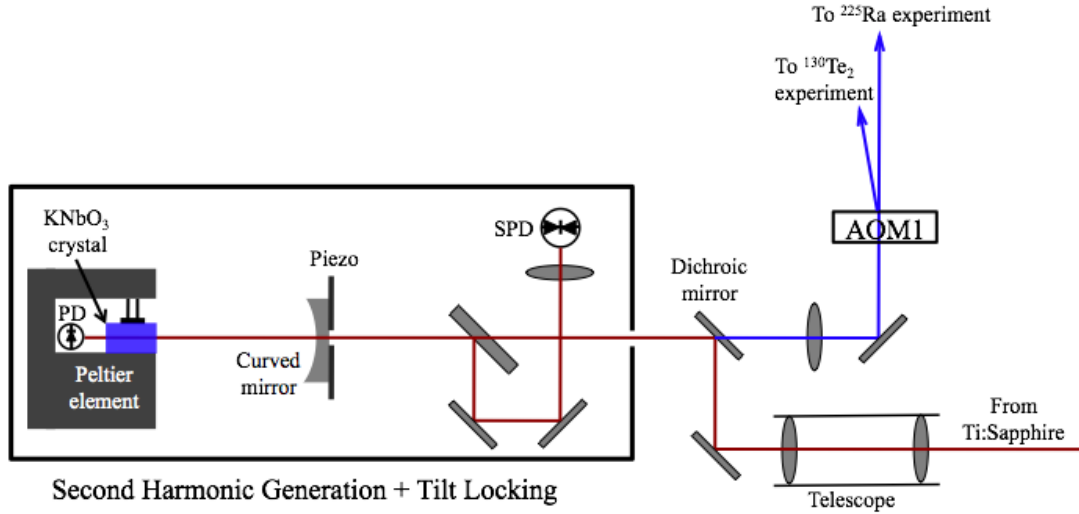 To ²²⁵Ra experiment
To ¹³⁰Te₂
experiment
KNbO₃
crystal
SPD
AOM1
Piezo
Dichroic
mirror
PD
Curved
mirror
Peltier
element
From
Ti:Sapphire
Telescope
Second Harmonic Generation + Tilt Locking